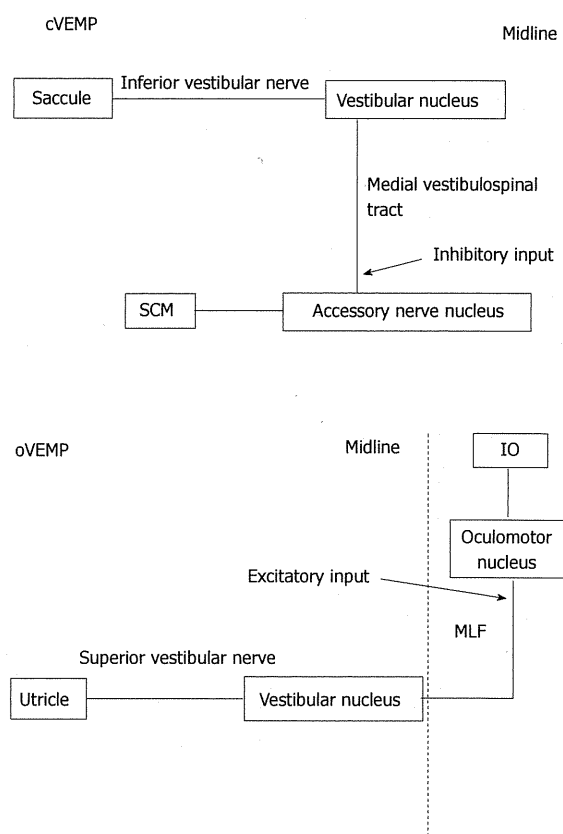 cVEMP
Midline
Inferior vestibular nerve
Saccule
Vestibular nucleus
Medial vestibulospinal
tract
Inhibitory input
SCM
Accessory nerve nucleus
oVEMP
Midline
IO
Oculomotor
nucleus
Excitatory input
MLF
Superior vestibular nerve
Utricle
Vestibular nucleus